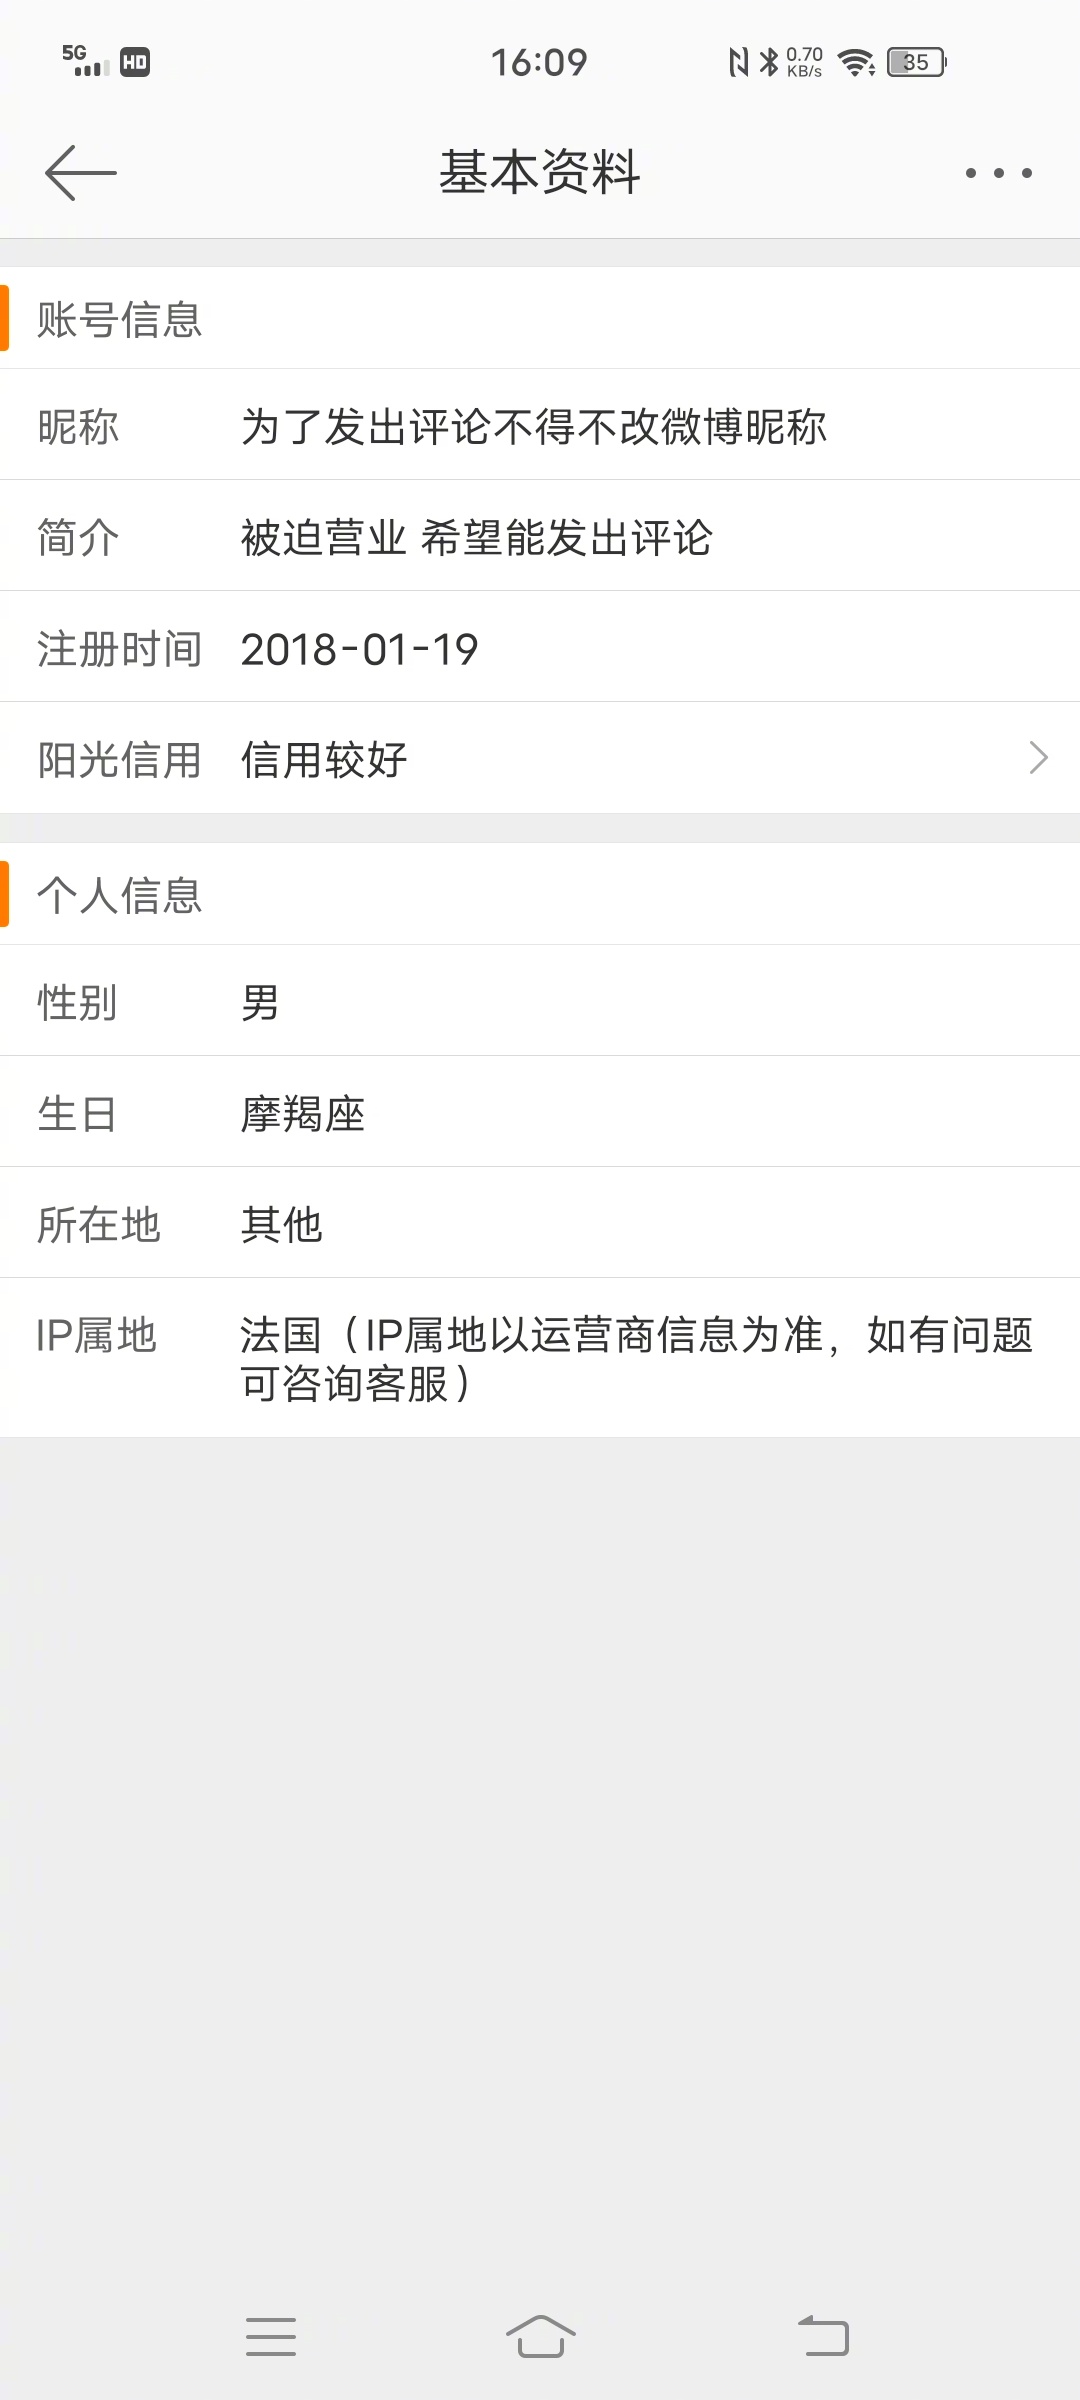 5G HD 16:09 0.70 KB/s 35
基本资料
账号信息
昵称 为了发出评论不得不改微博昵称
简介 被迫营业 希望能发出评论
注册时间 2018-01-19
阳光信用 信用较好
个人信息
性别 男
生日 摩羯座
所在地 其他
IP属地 法国（IP属地以运营商信息为准，如有问题
可咨询客服）